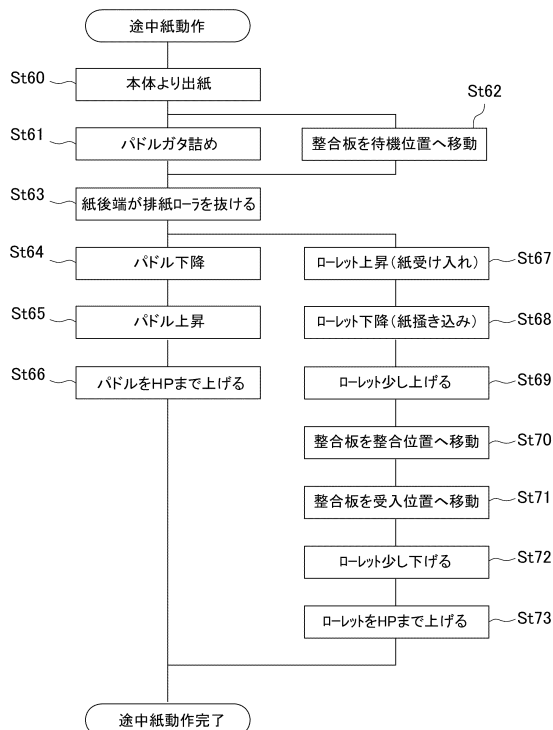 途中紙動作
St60
本体より出紙
St61
パドルガタ詰め
St62
整合板を待機位置へ移動
St63
紙後端が排紙ローラを抜ける
St64
パドル下降
St65
パドル上昇
St66
パドルをHPまで上げる
ローレット上昇(紙受け入れ)
St67
ローレット下降(紙掻き込み)
St68
ローレット少し上げる
St69
整合板を整合位置へ移動
St70
整合板を受入位置へ移動
St71
ローレット少し下げる
St72
ローレットをHPまで上げる
St73
途中紙動作完了